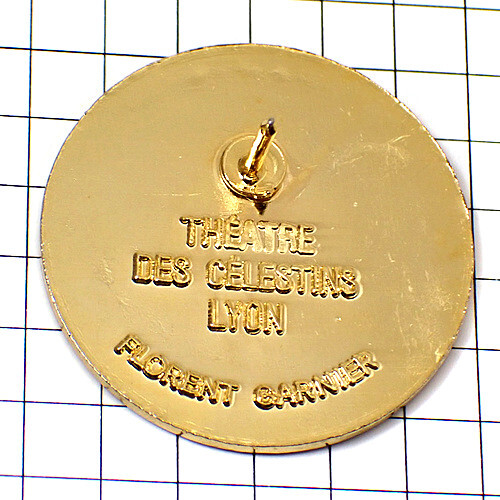 THÉATRE
DES CÉLESTINS
LYON
FLORENT GARNIER